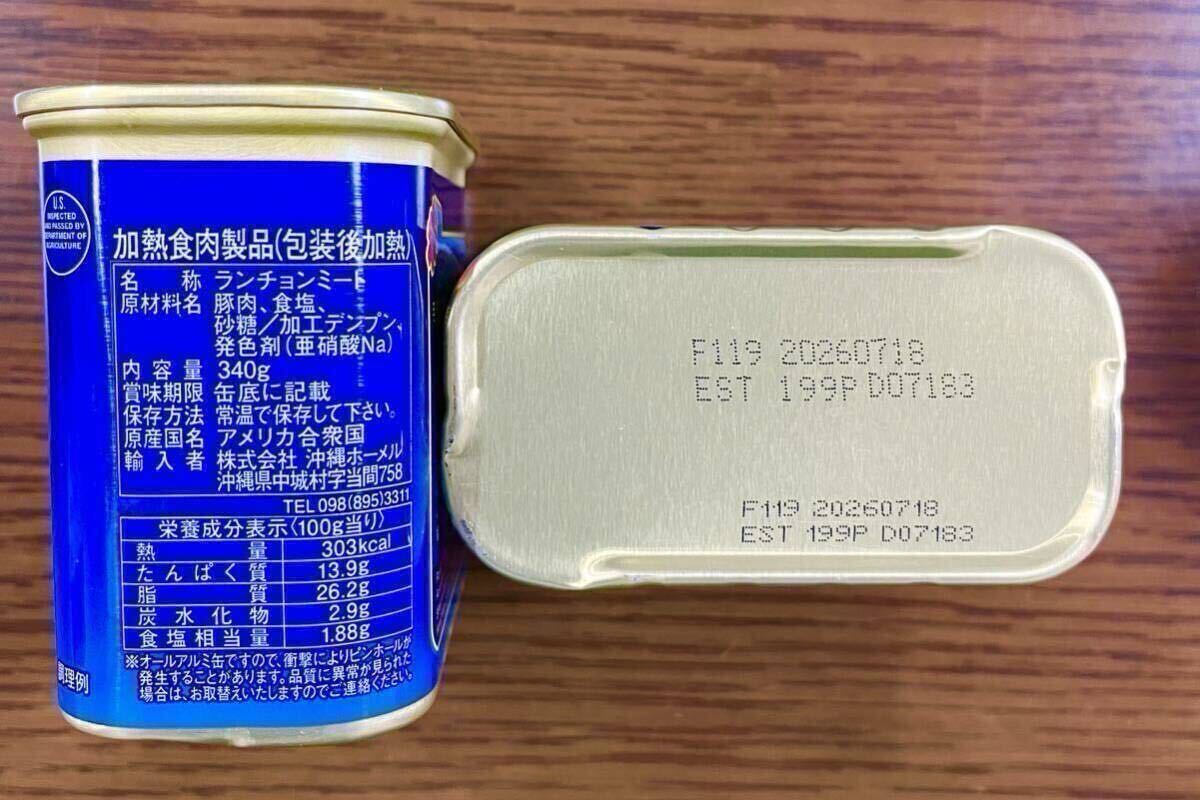 U.S.
INSPECTED
AND PASSED BY
DEPARTMENT OF
AGRICULTURE
加熱食肉製品(包装後加熱)
名称 ランチョンミート
原材料名 豚肉、食塩、
砂糖/加工デンプン、
発色剤(亜硝酸Na)
内容量 340g
賞味期限 缶底に記載
保存方法 常温で保存して下さい。
原産国名 アメリカ合衆国
輸入者 株式会社 沖縄ホーメル
沖縄県中城村字当間758
TEL 098(895)3311
栄養成分表示〈100g当り〉
熱量 303kcal
たんぱく質 13.9g
脂質 26.2g
炭水化物 2.9g
食塩相当量 1.88g
※オールアルミ缶ですので、衝撃によりピンホールが
発生することがあります。品質に異常が見られた
場合は、お取替えいたしますのでご連絡ください。
調理例
F119 20260718
EST 199P D07183
F119 20260718
EST 199P D07183